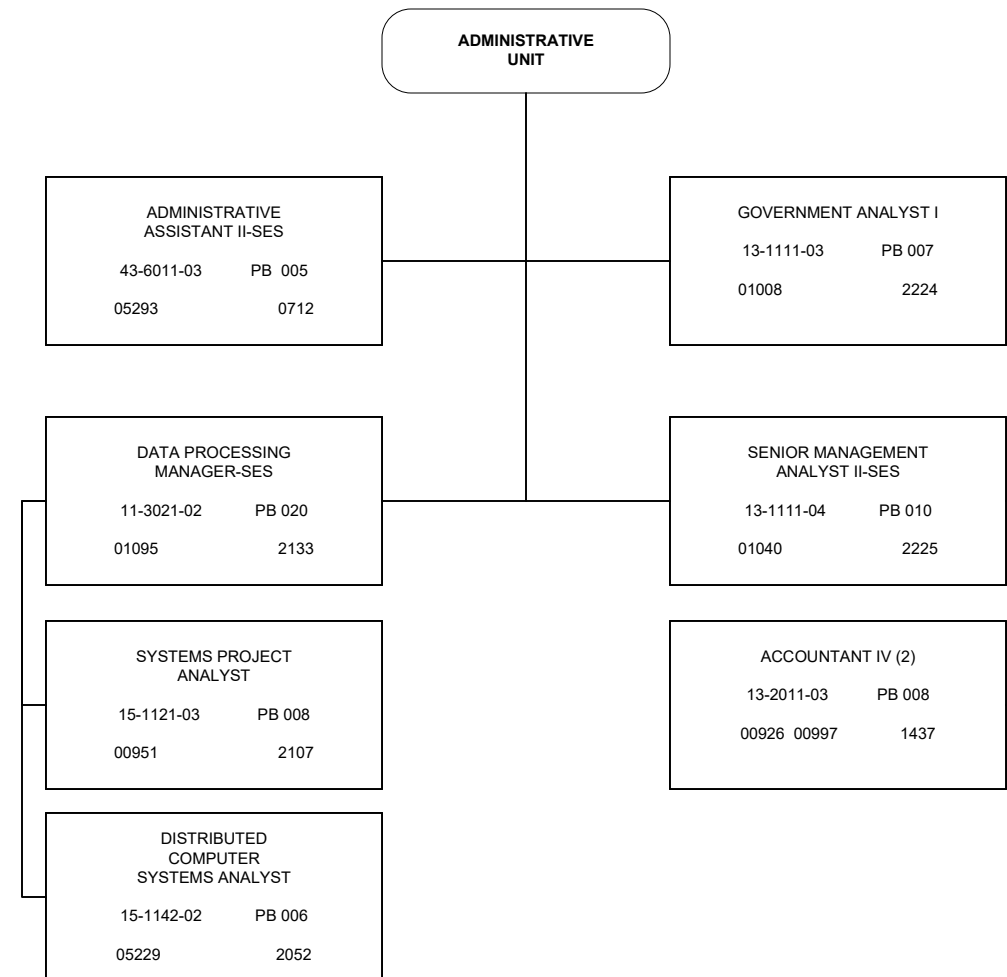 ADMINISTRATIVE
UNIT
ADMINISTRATIVE
ASSISTANT II-SES
43-6011-03 PB 005
05293 0712
GOVERNMENT ANALYST I
13-1111-03 PB 007
01008 2224
DATA PROCESSING
MANAGER-SES
11-3021-02 PB 020
01095 2133
SENIOR MANAGEMENT
ANALYST II-SES
13-1111-04 PB 010
01040 2225
SYSTEMS PROJECT
ANALYST
15-1121-03 PB 008
00951 2107
ACCOUNTANT IV (2)
13-2011-03 PB 008
00926 00997 1437
DISTRIBUTED
COMPUTER
SYSTEMS ANALYST
15-1142-02 PB 006
05229 2052